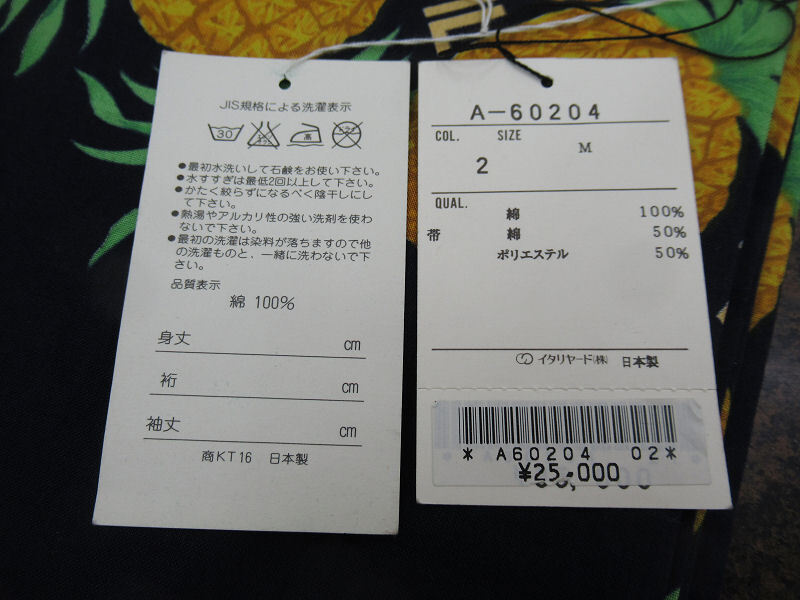 JIS規格による洗濯表示
30
高
●最初水洗いして石鹸をお使い下さい。
●水すすぎは最低2回以上して下さい。
●かたく絞らずになるべく陰干しにし
て下さい。
●熱湯やアルカリ性の強い洗剤を使わ
ないで下さい。
●最初の洗濯は染料が落ちますので他
の洗濯ものと、一緒に洗わないで下
さい。
品質表示
綿 100%
身丈 cm
裄 cm
袖丈 cm
商KT16 日本製
A-60204
COL. SIZE
2 M
QUAL.
綿 100%
帯 綿 50%
ポリエステル 50%
イタリヤード(株) 日本製
* A60204 02*
¥25,000